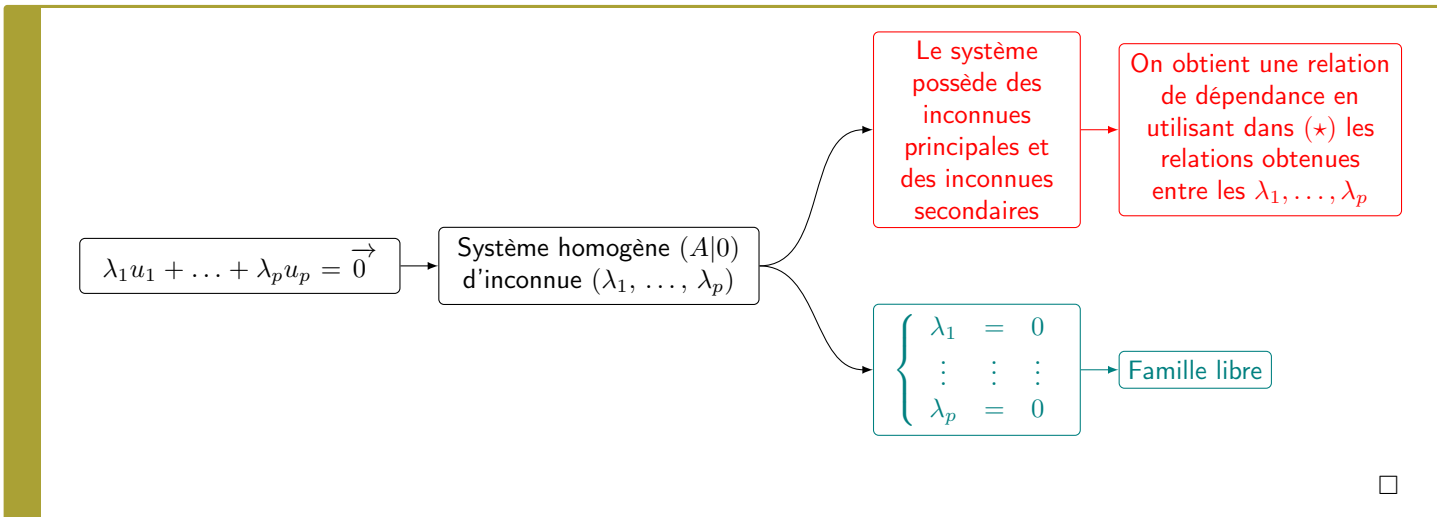 λ₁u₁ + … + λₚuₚ = 0⃗
Système homogène (A|0)
d'inconnue (λ₁, …, λₚ)
Le système
possède des
inconnues
principales et
des inconnues
secondaires
On obtient une relation
de dépendance en
utilisant dans (⋆) les
relations obtenues
entre les λ₁, …, λₚ
{ λ₁ = 0
⋮ ⋮ ⋮
λₚ = 0
Famille libre
□